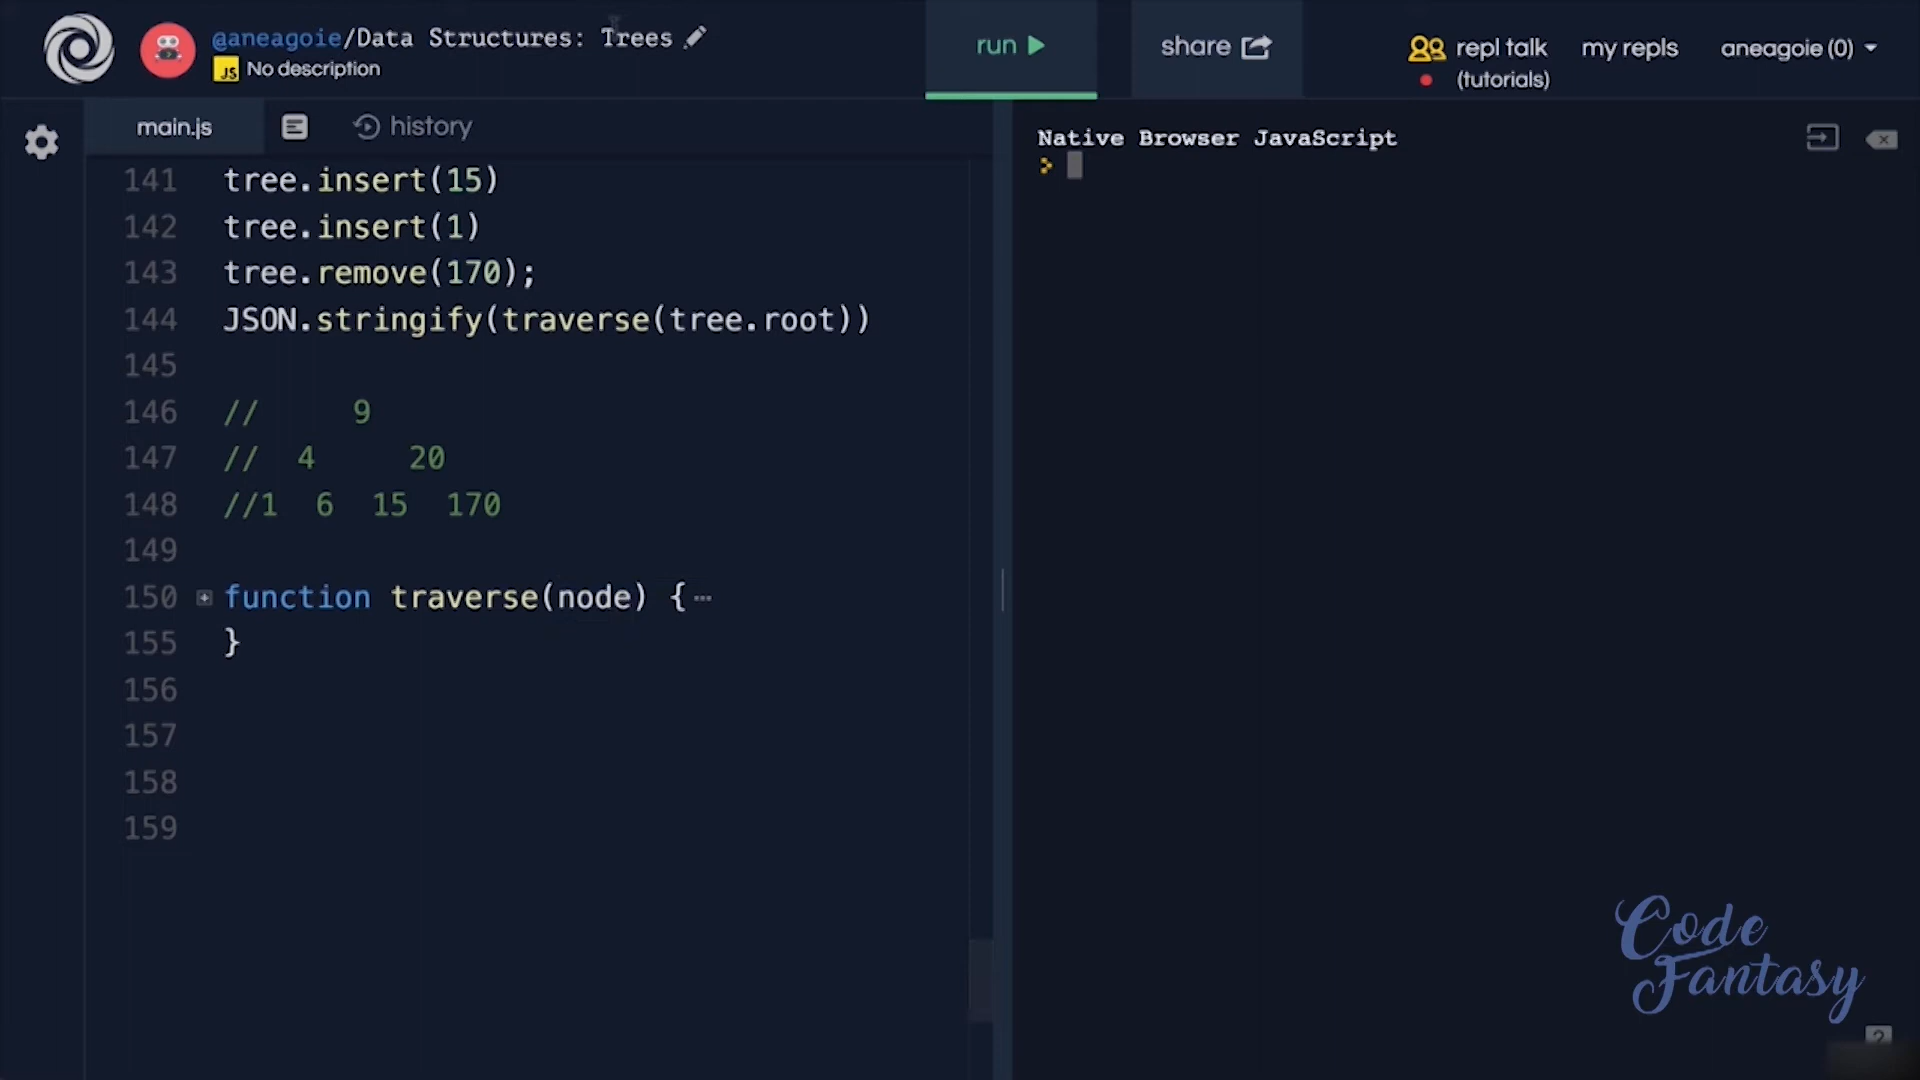 @aneagoie/Data Structures: Trees
JS No description
run
share
repl talk
(tutorials)
my repls
aneagoie (0)
main.js
history
141 tree.insert(15)
142 tree.insert(1)
143 tree.remove(170);
144 JSON.stringify(traverse(tree.root))
145
146 // 9
147 // 4 20
148 //1 6 15 170
149
150 + function traverse(node) {
155 }
156
157
158
159
Native Browser JavaScript
>
Code
Fantasy
?